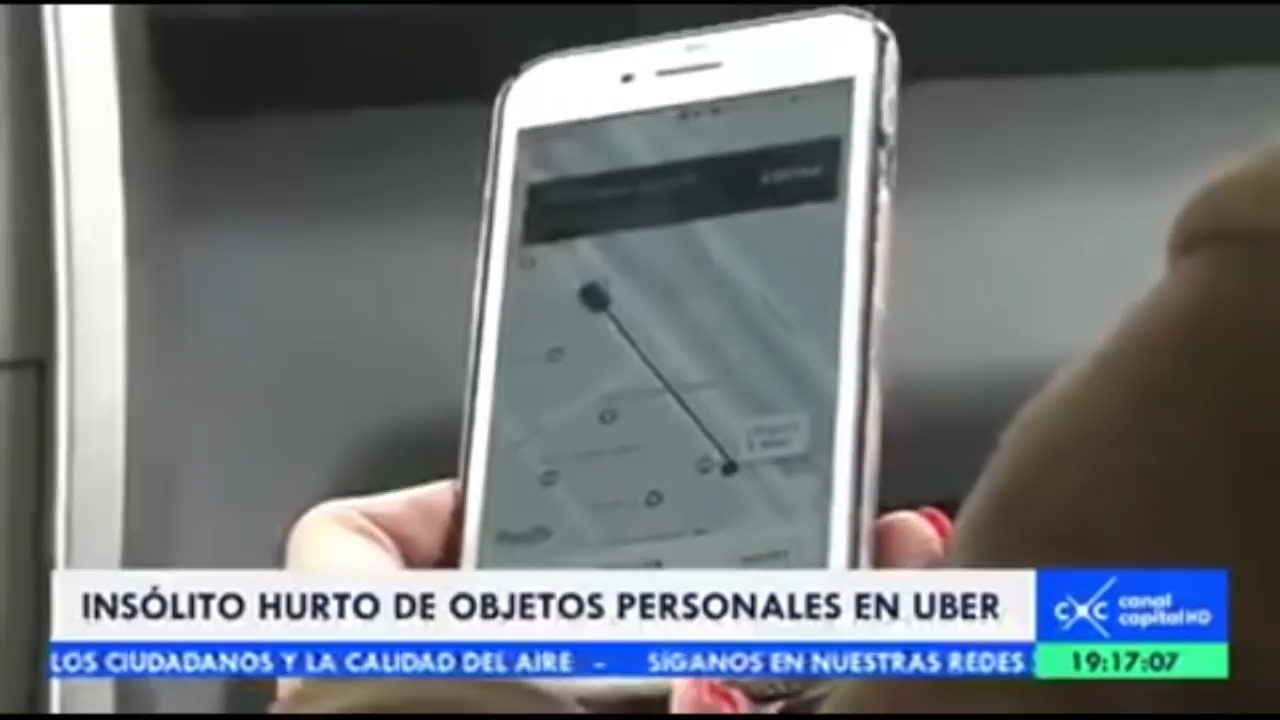 INSÓLITO HURTO DE OBJETOS PERSONALES EN UBER
canal
capital HD
LOS CIUDADANOS Y LA CALIDAD DEL AIRE - SÍGANOS EN NUESTRAS REDES
19:17:07